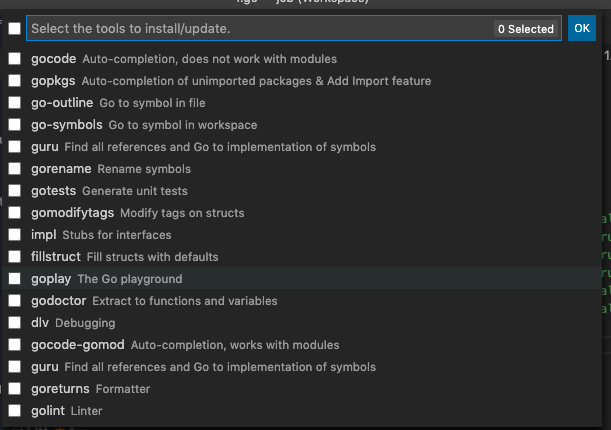 job (Workspace)
Select the tools to install/update.
0 Selected
OK
gocode Auto-completion, does not work with modules
gopkgs Auto-completion of unimported packages & Add Import feature
go-outline Go to symbol in file
go-symbols Go to symbol in workspace
guru Find all references and Go to implementation of symbols
gorename Rename symbols
gotests Generate unit tests
gomodifytags Modify tags on structs
impl Stubs for interfaces
fillstruct Fill structs with defaults
goplay The Go playground
godoctor Extract to functions and variables
dlv Debugging
gocode-gomod Auto-completion, works with modules
guru Find all references and Go to implementation of symbols
goreturns Formatter
golint Linter